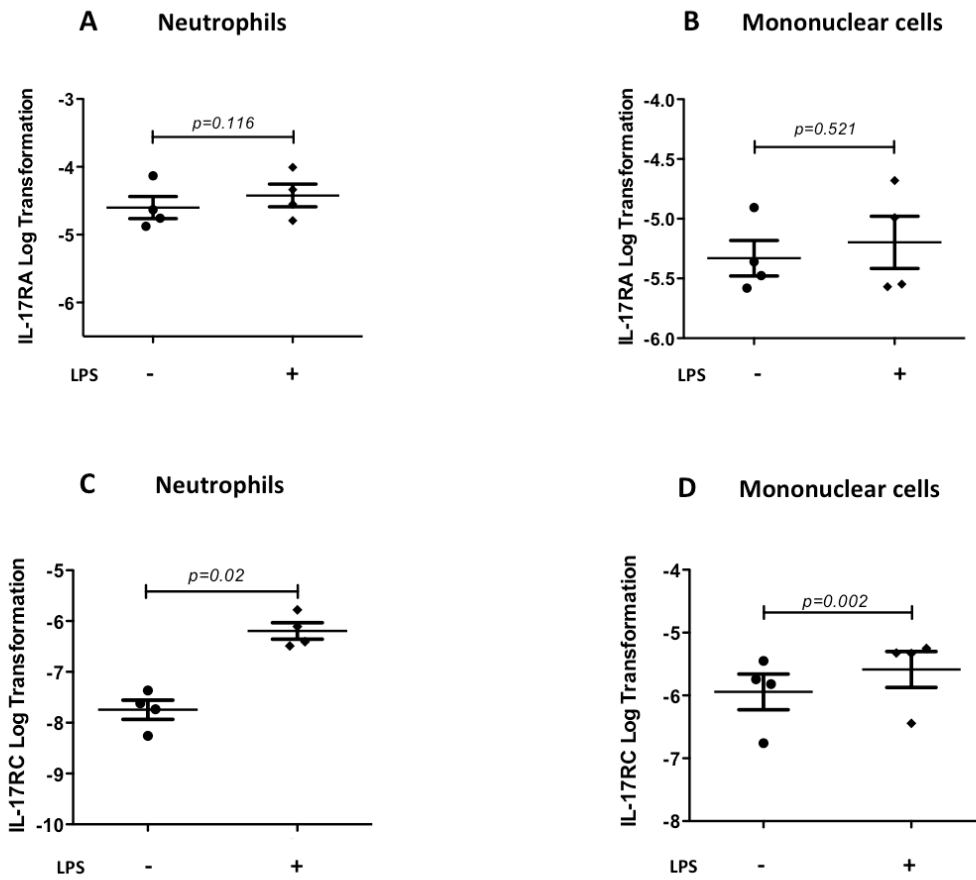 A Neutrophils
IL-17RA Log Transformation
-3
-4
-5
-6
p=0.116
LPS - +
B Mononuclear cells
IL-17RA Log Transformation
-4.0
-4.5
-5.0
-5.5
-6.0
p=0.521
LPS - +
C Neutrophils
IL-17RC Log Transformation
-5
-6
-7
-8
-9
-10
p=0.02
LPS - +
D Mononuclear cells
IL-17RC Log Transformation
-4
-5
-6
-7
-8
p=0.002
LPS - +